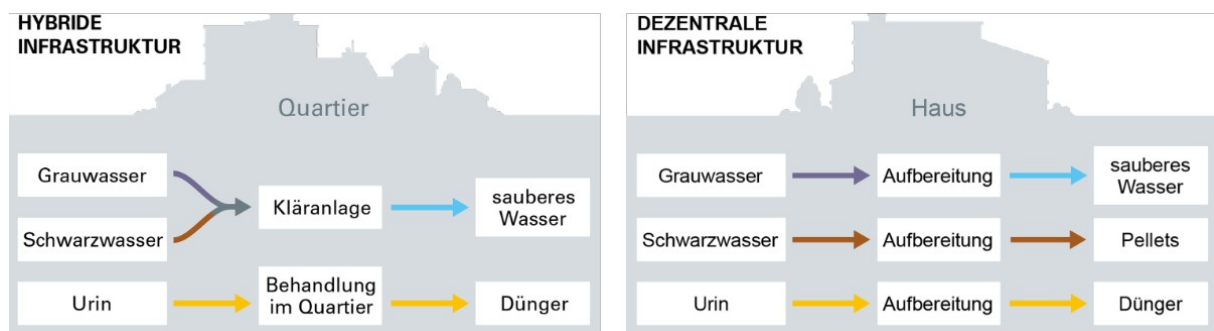 HYBRIDE
INFRASTRUKTUR
Quartier
Grauwasser
Schwarzwasser
Kläranlage
sauberes
Wasser
Urin
Behandlung
im Quartier
Dünger
DEZENTRALE
INFRASTRUKTUR
Haus
Grauwasser
Aufbereitung
sauberes
Wasser
Schwarzwasser
Aufbereitung
Pellets
Urin
Aufbereitung
Dünger